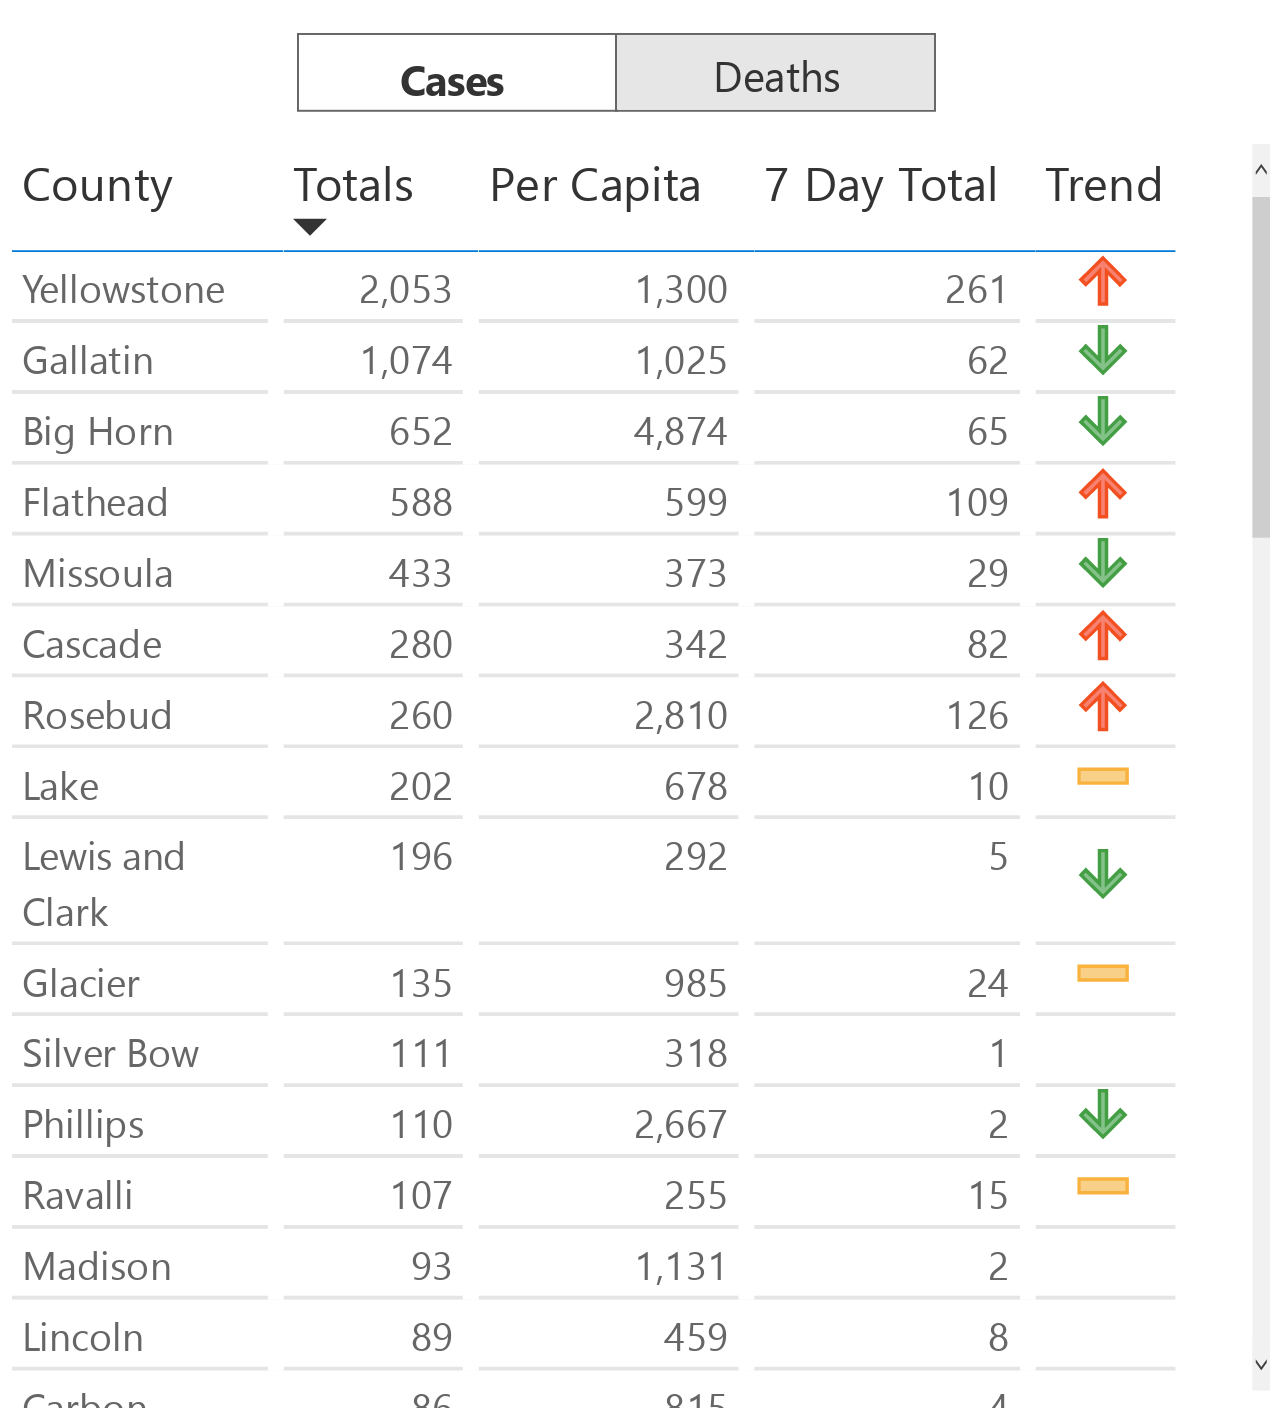 Cases Deaths
County Totals Per Capita 7 Day Total Trend
Yellowstone 2,053 1,300 261
Gallatin 1,074 1,025 62
Big Horn 652 4,874 65
Flathead 588 599 109
Missoula 433 373 29
Cascade 280 342 82
Rosebud 260 2,810 126
Lake 202 678 10
Lewis and 196 292 5
Clark
Glacier 135 985 24
Silver Bow 111 318 1
Phillips 110 2,667 2
Ravalli 107 255 15
Madison 93 1,131 2
Lincoln 89 459 8
Carbon 86 815 4